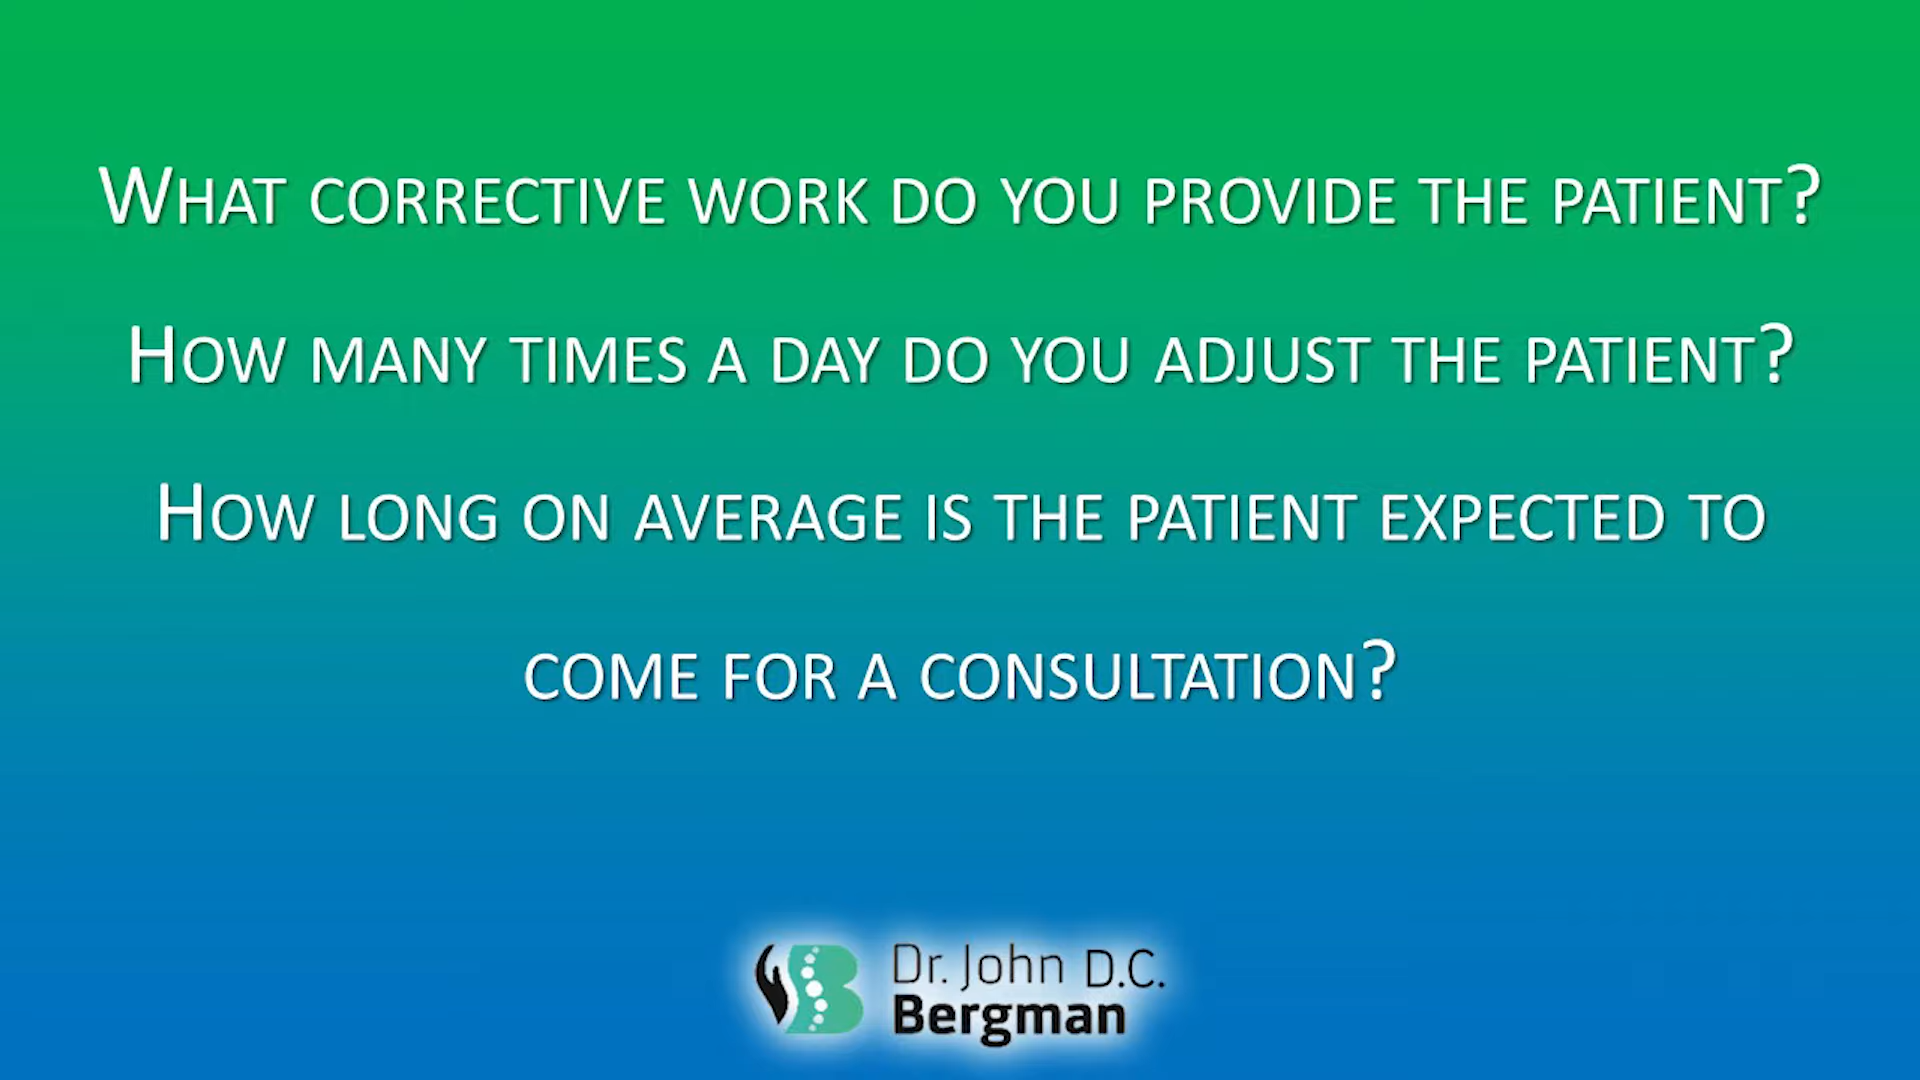 What corrective work do you provide the patient?
How many times a day do you adjust the patient?
How long on average is the patient expected to
come for a consultation?
Dr. John D.C.
Bergman